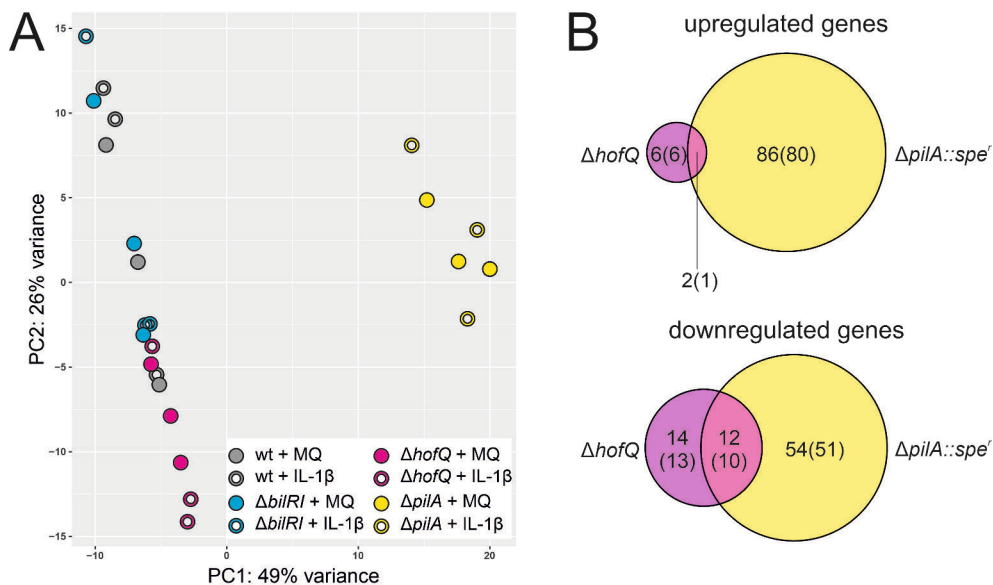 A
15
10
5
0
−5
−10
−15
PC2: 26% variance
−10
0
10
20
PC1: 49% variance
wt + MQ
wt + IL-1β
ΔbilRI + MQ
ΔbilRI + IL-1β
ΔhofQ + MQ
ΔhofQ + IL-1β
ΔpilA + MQ
ΔpilA + IL-1β
B
upregulated genes
ΔhofQ
6(6)
86(80)
ΔpilA::speʳ
2(1)
downregulated genes
ΔhofQ
14
(13)
12
(10)
54(51)
ΔpilA::speʳ